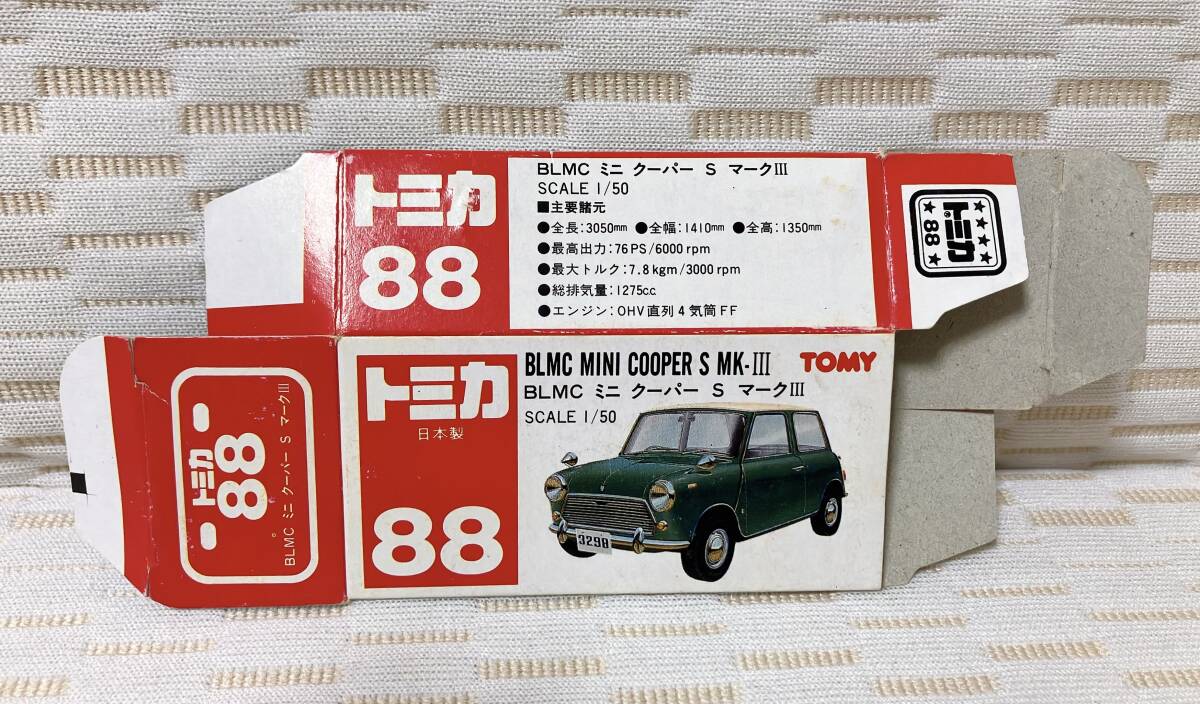 トミカ
88
BLMC ミニ クーパー S マークIII
SCALE 1/50
■主要諸元
●全長:3050mm ●全幅:1410mm ●全高:1350mm
●最高出力:76PS/6000rpm
●最大トルク:7.8kgm/3000rpm
●総排気量:1275c.c.
●エンジン:OHV直列4気筒FF
トミカ
88
トミカ
88
BLMC ミニ クーパー S マークIII
トミカ
日本製
88
BLMC MINI COOPER S MK-III
TOMY
BLMC ミニ クーパー S マークIII
SCALE 1/50
3298